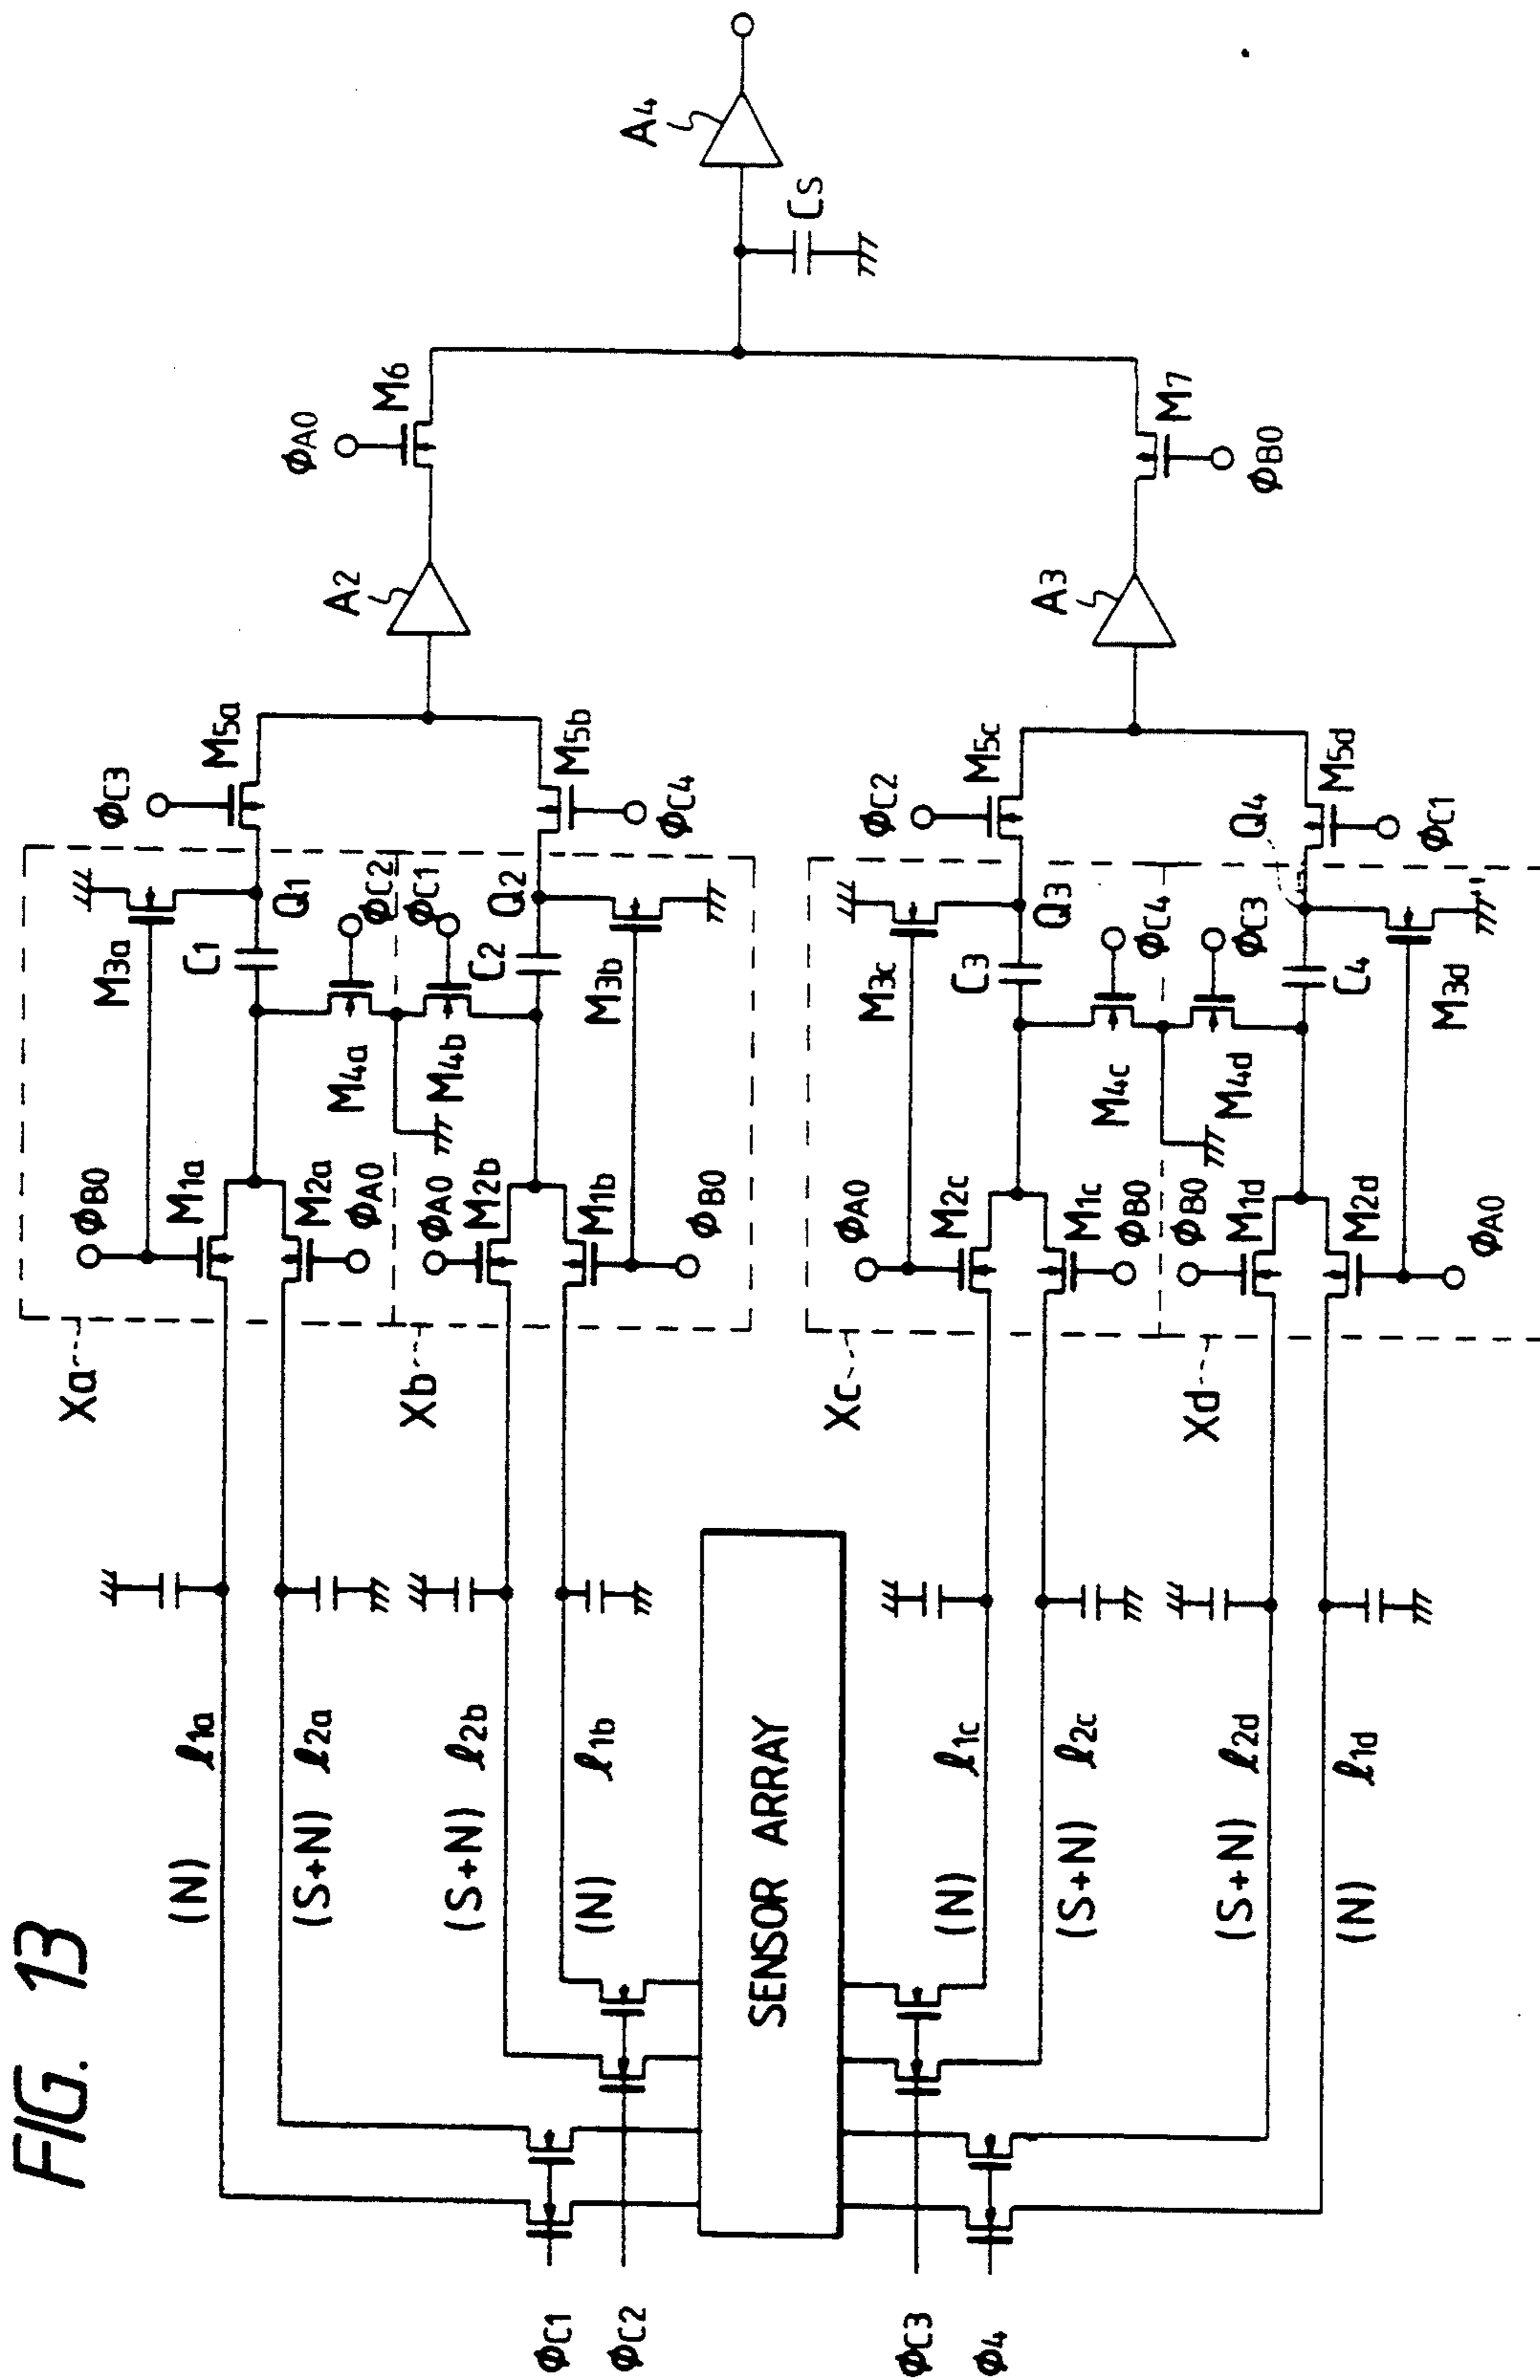 FIG. 13
ΦC1
ΦC2
ΦC3
Φ4
SENSOR ARRAY
(N)
ℓ1a
(S+N)
ℓ2a
(S+N)
ℓ2b
(N)
ℓ1b
(N)
ℓ1c
(S+N)
ℓ2c
(S+N)
ℓ2d
(N)
ℓ1d
Xa
Xb
Xc
Xd
ΦB0
M1a
M2a
ΦA0
ΦA0
M2b
M1b
ΦB0
ΦA0
M2c
M1c
ΦB0
ΦB0
M1d
M2d
ΦA0
M3a
C1
M4a
ΦC2
Q1
M4b
ΦC1
C2
Q2
M3b
M3c
C3
Q3
M4c
ΦC4
M4d
ΦC3
C4
Q4
M3d
ΦC3
M5a
M5b
ΦC4
ΦC2
M5c
M5d
ΦC1
A2
A3
ΦA0
M6
M7
ΦB0
CS
A4